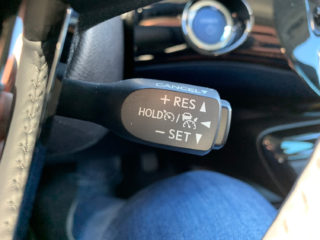 CANCEL
+ RES ▲
HOLD / ◄
− SET ▼